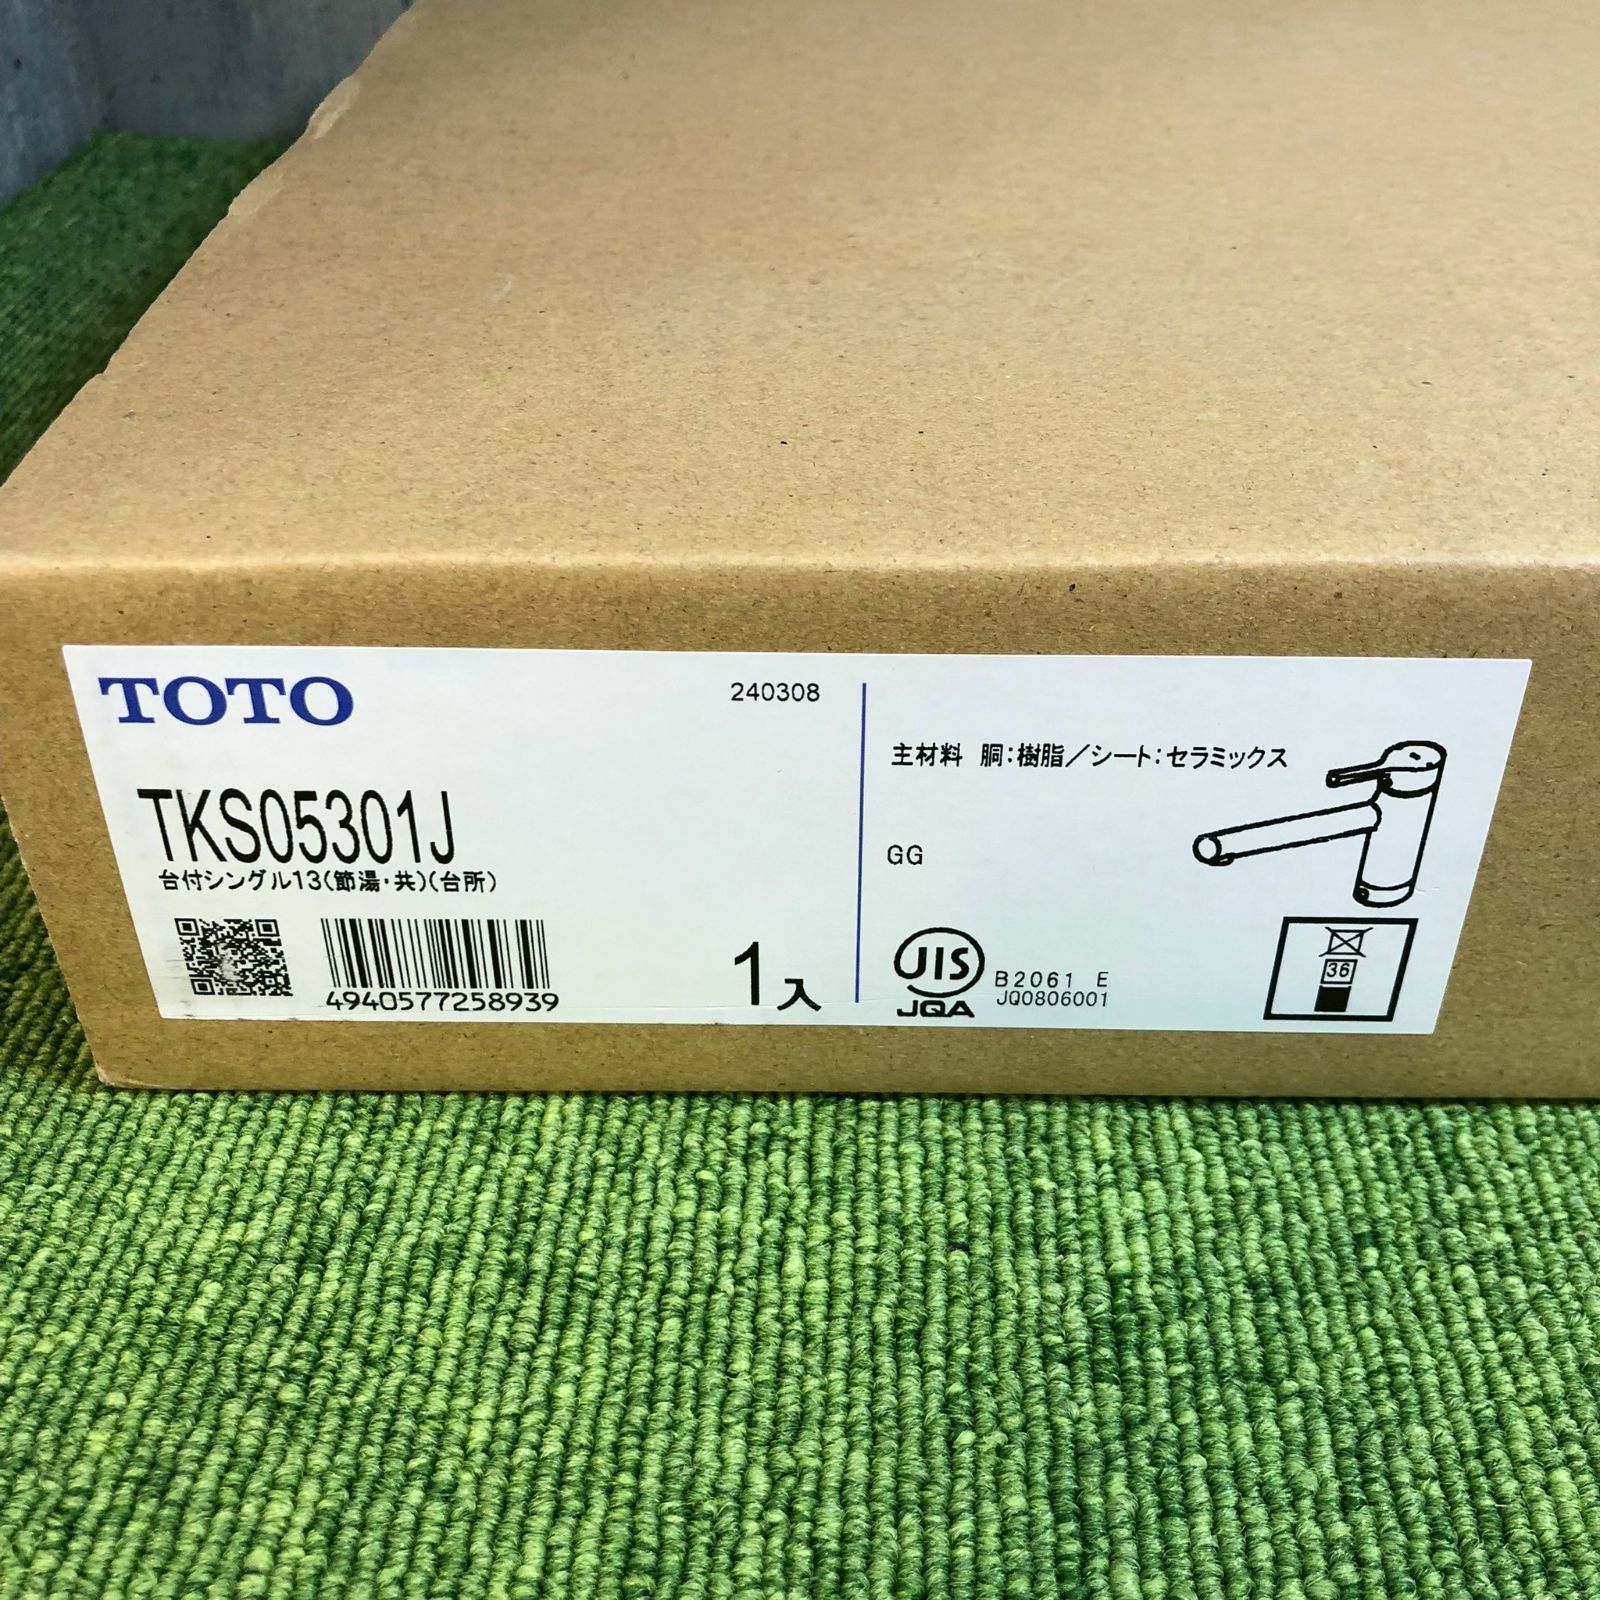 TOTO
240308
TKS05301J
台付シングル13(節湯・共)(台所)
4940577258939
1入
主材料 胴:樹脂/シート:セラミックス
GG
JIS
JQA
B2061 E
JQ0806001
36